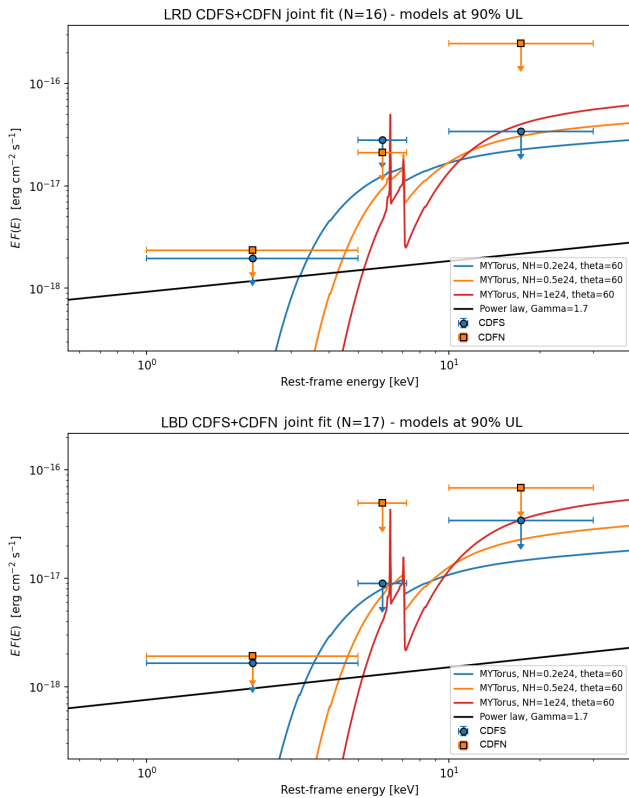 LRD CDFS+CDFN joint fit (N=16) - models at 90% UL
10⁻¹⁶
10⁻¹⁷
10⁻¹⁸
EF(E) [erg cm⁻² s⁻¹]
MYTorus, NH=0.2e24, theta=60
MYTorus, NH=0.5e24, theta=60
MYTorus, NH=1e24, theta=60
Power law, Gamma=1.7
CDFS
CDFN
10⁰
10¹
Rest-frame energy [keV]
LBD CDFS+CDFN joint fit (N=17) - models at 90% UL
10⁻¹⁶
10⁻¹⁷
10⁻¹⁸
EF(E) [erg cm⁻² s⁻¹]
MYTorus, NH=0.2e24, theta=60
MYTorus, NH=0.5e24, theta=60
MYTorus, NH=1e24, theta=60
Power law, Gamma=1.7
CDFS
CDFN
10⁰
10¹
Rest-frame energy [keV]